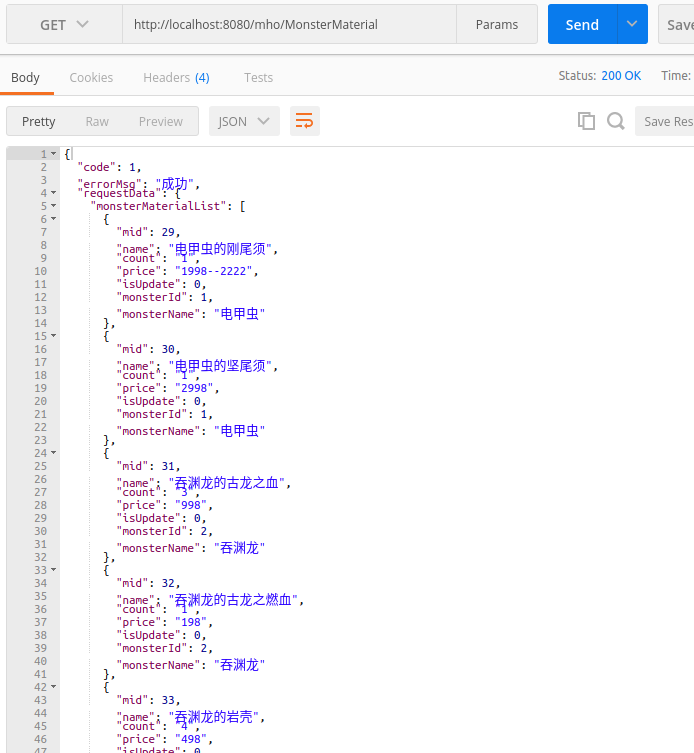 GET http://localhost:8080/mho/MonsterMaterial Params Send Save
Body Cookies Headers (4) Tests Status: 200 OK Time:
Pretty Raw Preview JSON Save Res
1 {
2 "code": 1,
3 "errorMsg": "成功",
4 "requestData": {
5 "monsterMaterialList": [
6 {
7 "mid": 29,
8 "name": "电甲虫的刚尾须",
9 "count": "1",
10 "price": "1998--2222",
11 "isUpdate": 0,
12 "monsterId": 1,
13 "monsterName": "电甲虫"
14 },
15 {
16 "mid": 30,
17 "name": "电甲虫的坚尾须",
18 "count": "1",
19 "price": "2998",
20 "isUpdate": 0,
21 "monsterId": 1,
22 "monsterName": "电甲虫"
23 },
24 {
25 "mid": 31,
26 "name": "吞渊龙的古龙之血",
27 "count": "3",
28 "price": "998",
29 "isUpdate": 0,
30 "monsterId": 2,
31 "monsterName": "吞渊龙"
32 },
33 {
34 "mid": 32,
35 "name": "吞渊龙的古龙之燃血",
36 "count": "1",
37 "price": "198",
38 "isUpdate": 0,
39 "monsterId": 2,
40 "monsterName": "吞渊龙"
41 },
42 {
43 "mid": 33,
44 "name": "吞渊龙的岩壳",
45 "count": "4",
46 "price": "498",
47 "isUpdate": 0